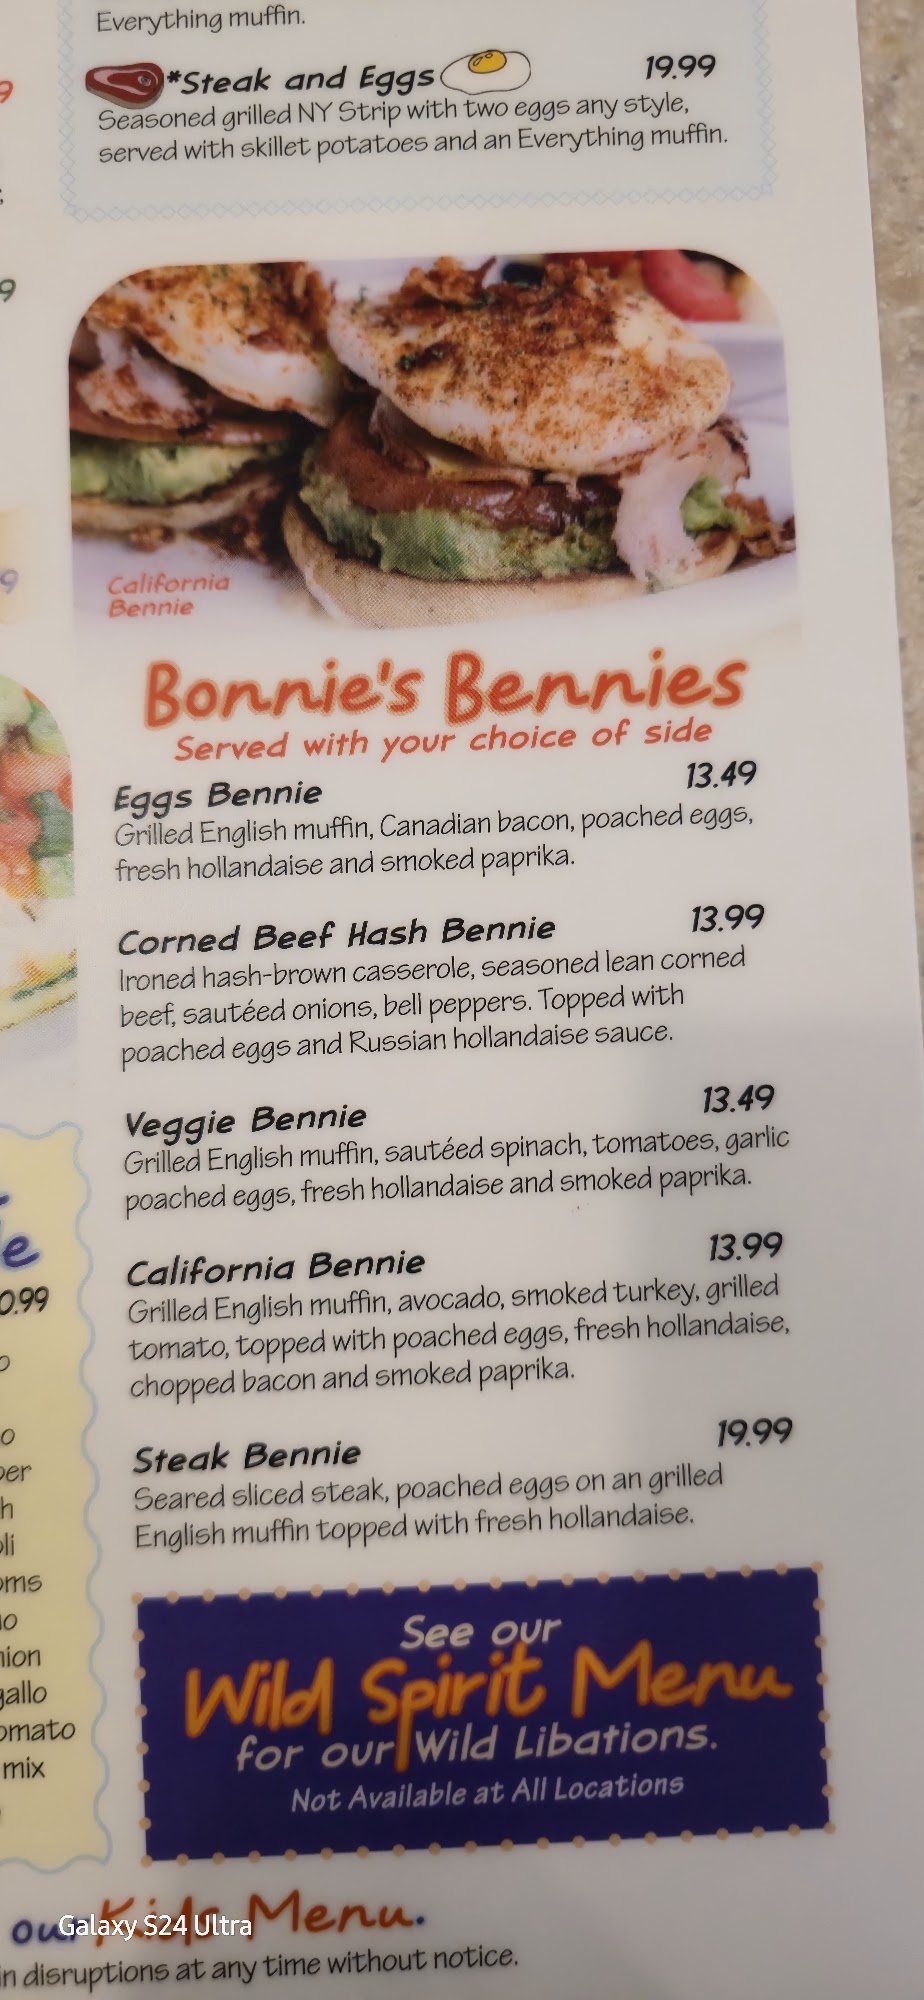 Everything muffin.
*Steak and Eggs 19.99
Seasoned grilled NY Strip with two eggs any style,
served with skillet potatoes and an Everything muffin.
California
Bennie
Bonnie's Bennies
Served with your choice of side
Eggs Bennie 13.49
Grilled English muffin, Canadian bacon, poached eggs,
fresh hollandaise and smoked paprika.
Corned Beef Hash Bennie 13.99
Ironed hash-brown casserole, seasoned lean corned
beef, sautéed onions, bell peppers. Topped with
poached eggs and Russian hollandaise sauce.
Veggie Bennie 13.49
Grilled English muffin, sautéed spinach, tomatoes, garlic
poached eggs, fresh hollandaise and smoked paprika.
California Bennie 13.99
Grilled English muffin, avocado, smoked turkey, grilled
tomato, topped with poached eggs, fresh hollandaise,
chopped bacon and smoked paprika.
Steak Bennie 19.99
Seared sliced steak, poached eggs on an grilled
English muffin topped with fresh hollandaise.
See our
Wild Spirit Menu
for our Wild Libations.
Not Available at All Locations
our Kids Menu.
in disruptions at any time without notice.
Galaxy S24 Ultra